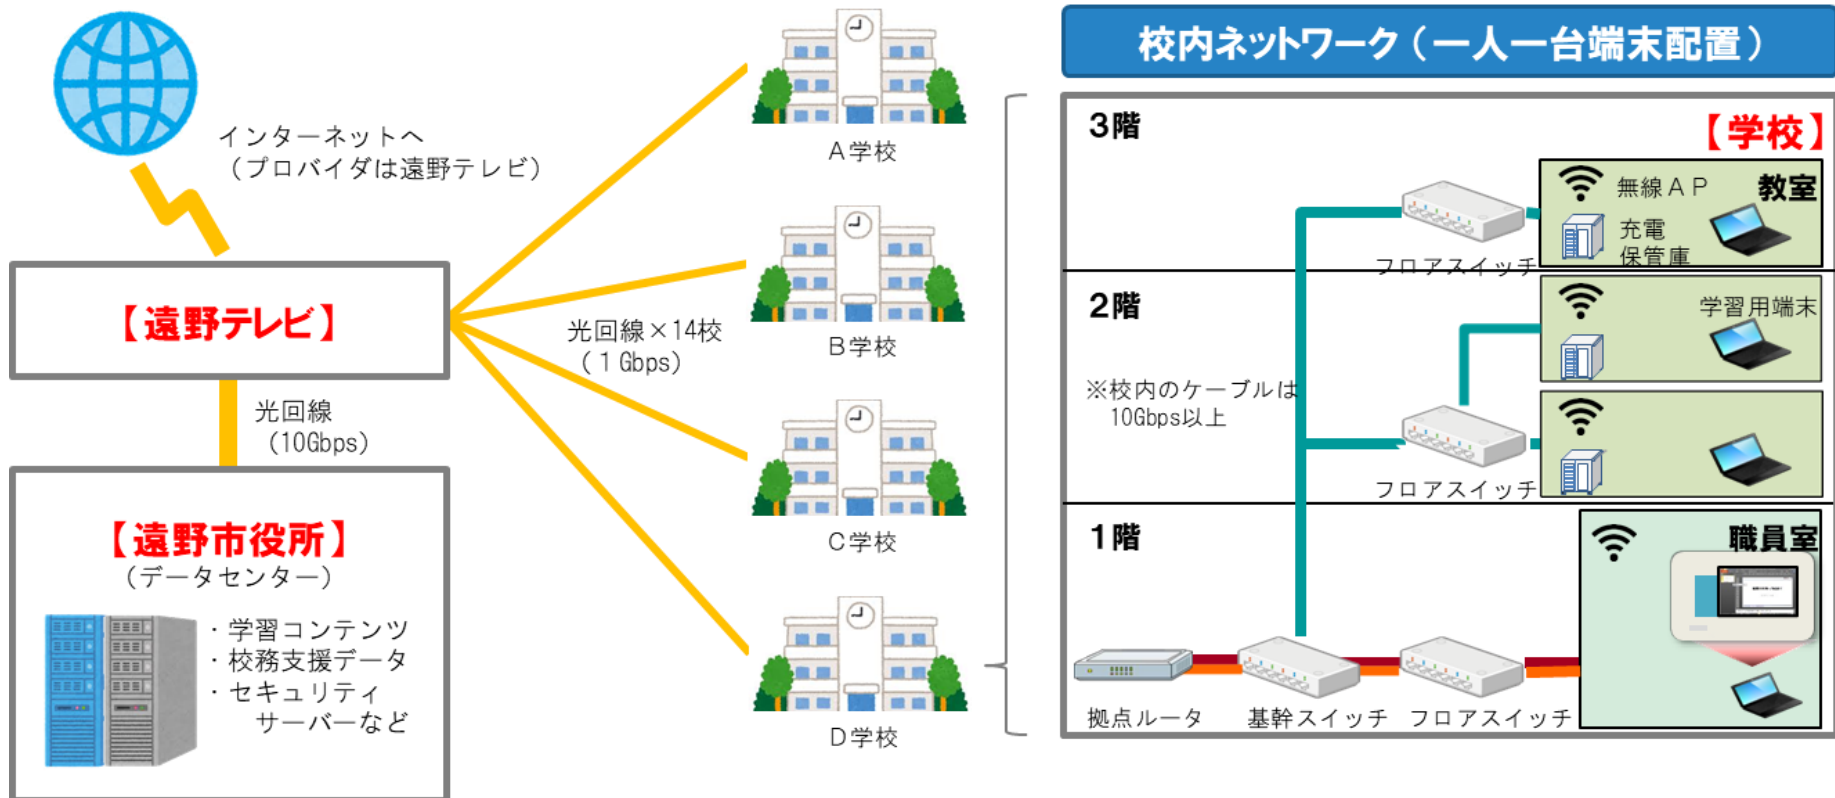 インターネットへ
（プロバイダは遠野テレビ）
【遠野テレビ】
光回線
（10Gbps）
【遠野市役所】
（データセンター）
・学習コンテンツ
・校務支援データ
・セキュリティ
サーバーなど
光回線×14校
（１Gbps）
Ａ学校
Ｂ学校
Ｃ学校
Ｄ学校
校内ネットワーク（一人一台端末配置）
【学校】
３階
無線ＡＰ
教室
充電
保管庫
フロアスイッチ
２階
学習用端末
※校内のケーブルは
10Gbps以上
フロアスイッチ
１階
職員室
拠点ルータ
基幹スイッチ
フロアスイッチ